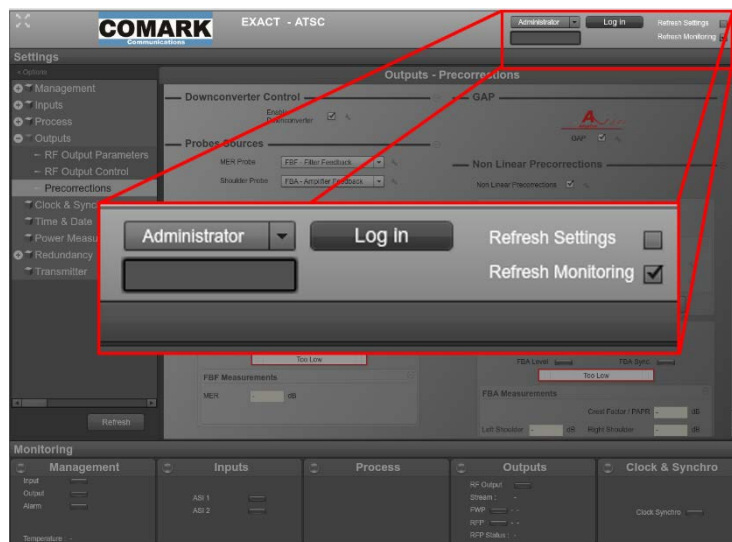 COMARK
Communications
EXACT - ATSC
Administrator
Log in
Refresh Settings
Refresh Monitoring
Settings
< Options
Outputs - Precorrections
Management
Inputs
Process
Outputs
RF Output Parameters
RF Output Control
Precorrections
Clock & Sync
Time & Date
Power Measu
Redundancy
Transmitter
Refresh
Downconverter Control
Enable
Downconverter
Probes Sources
MER Probe
FBF - Filter Feedback
Shoulder Probe
FBA - Amplifier Feedback
GAP
GAP
Non Linear Precorrections
Non Linear Precorrections
Administrator
Log in
Refresh Settings
Refresh Monitoring
Too Low
FBF Measurements
MER - dB
FBA Level
FBA Sync.
Too Low
FBA Measurements
Crest Factor / PAPR - dB
Left Shoulder - dB
Right Shoulder - dB
Monitoring
Management
Input
Output
Alarm
Temperature : -
Inputs
ASI 1
ASI 2
Process
Outputs
RF Output
Stream : -
FWP - -
RFP - -
RFP Status : -
Clock & Synchro
Clock Synchro